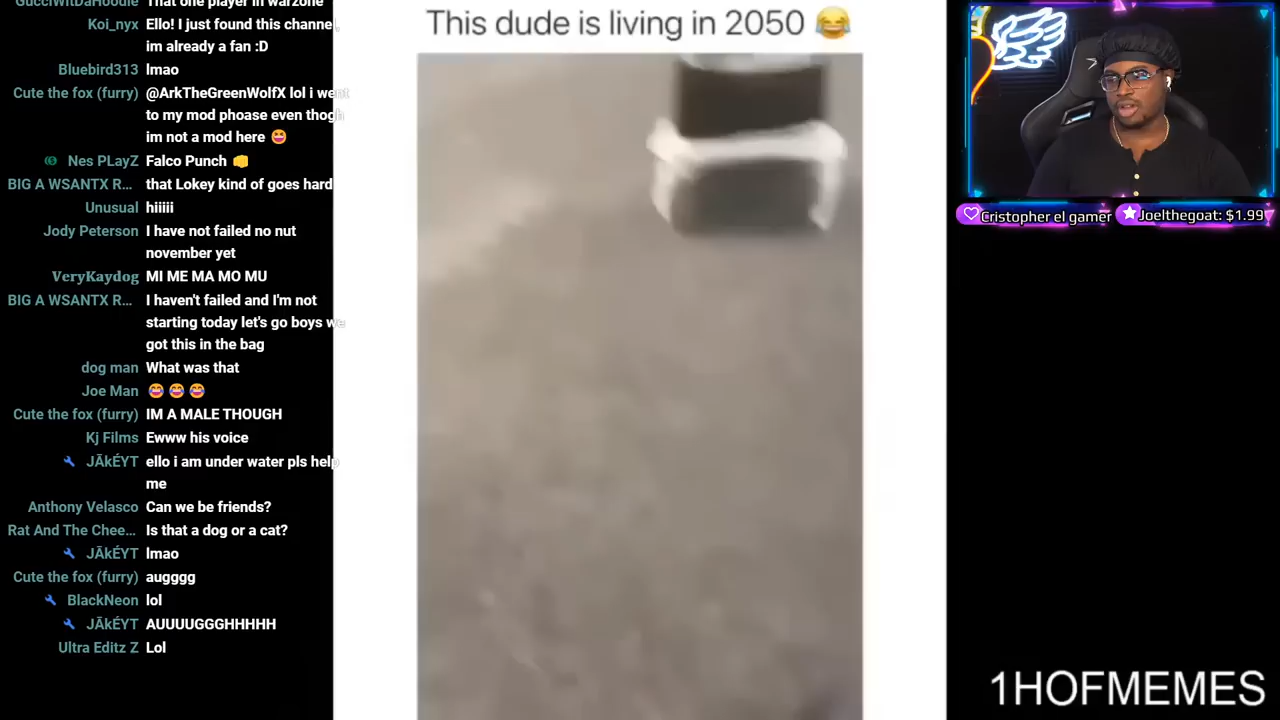 GucciWitDaHoodie That one player in warzone
Koi_nyx Ello! I just found this channel,
im already a fan :D
Bluebird313 lmao
Cute the fox (furry) @ArkTheGreenWolfX lol i went
to my mod phoase even thogh
im not a mod here 😆
Nes PLayZ Falco Punch 👊
BIG A WSANTX R... that Lokey kind of goes hard
Unusual hiiiii
Jody Peterson I have not failed no nut
november yet
VeryKaydog MI ME MA MO MU
BIG A WSANTX R... I haven't failed and I'm not
starting today let's go boys we
got this in the bag
dog man What was that
Joe Man 😂 😂 😂
Cute the fox (furry) IM A MALE THOUGH
Kj Films Ewww his voice
JĀkÉYT ello i am under water pls help
me
Anthony Velasco Can we be friends?
Rat And The Chee... Is that a dog or a cat?
JĀkÉYT lmao
Cute the fox (furry) augggg
BlackNeon lol
JĀkÉYT AUUUUGGGHHHHH
Ultra Editz Z Lol
This dude is living in 2050 😂
Cristopher el gamer
Joelthegoat: $1.99
1HOFMEMES